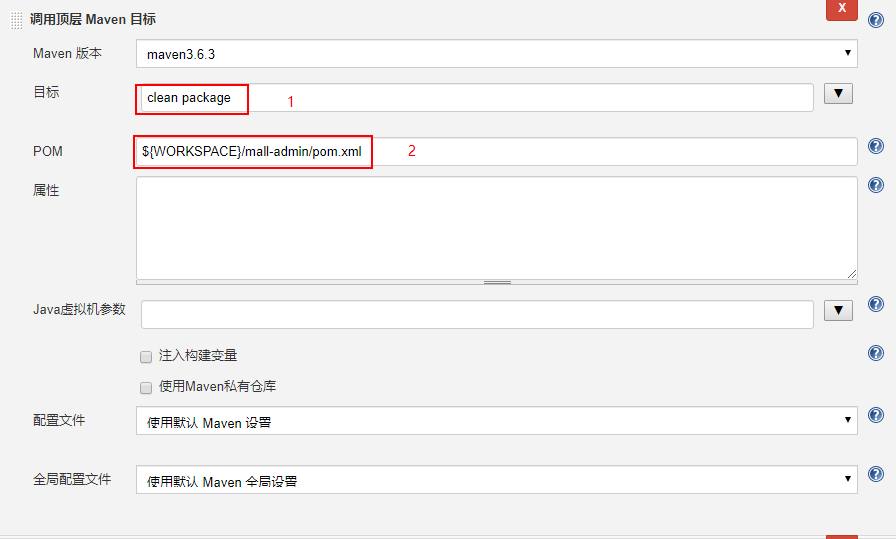 调用顶层 Maven 目标
X
Maven 版本
maven3.6.3
目标
clean package
1
POM
${WORKSPACE}/mall-admin/pom.xml
2
属性
Java虚拟机参数
注入构建变量
使用Maven私有仓库
配置文件
使用默认 Maven 设置
全局配置文件
使用默认 Maven 全局设置